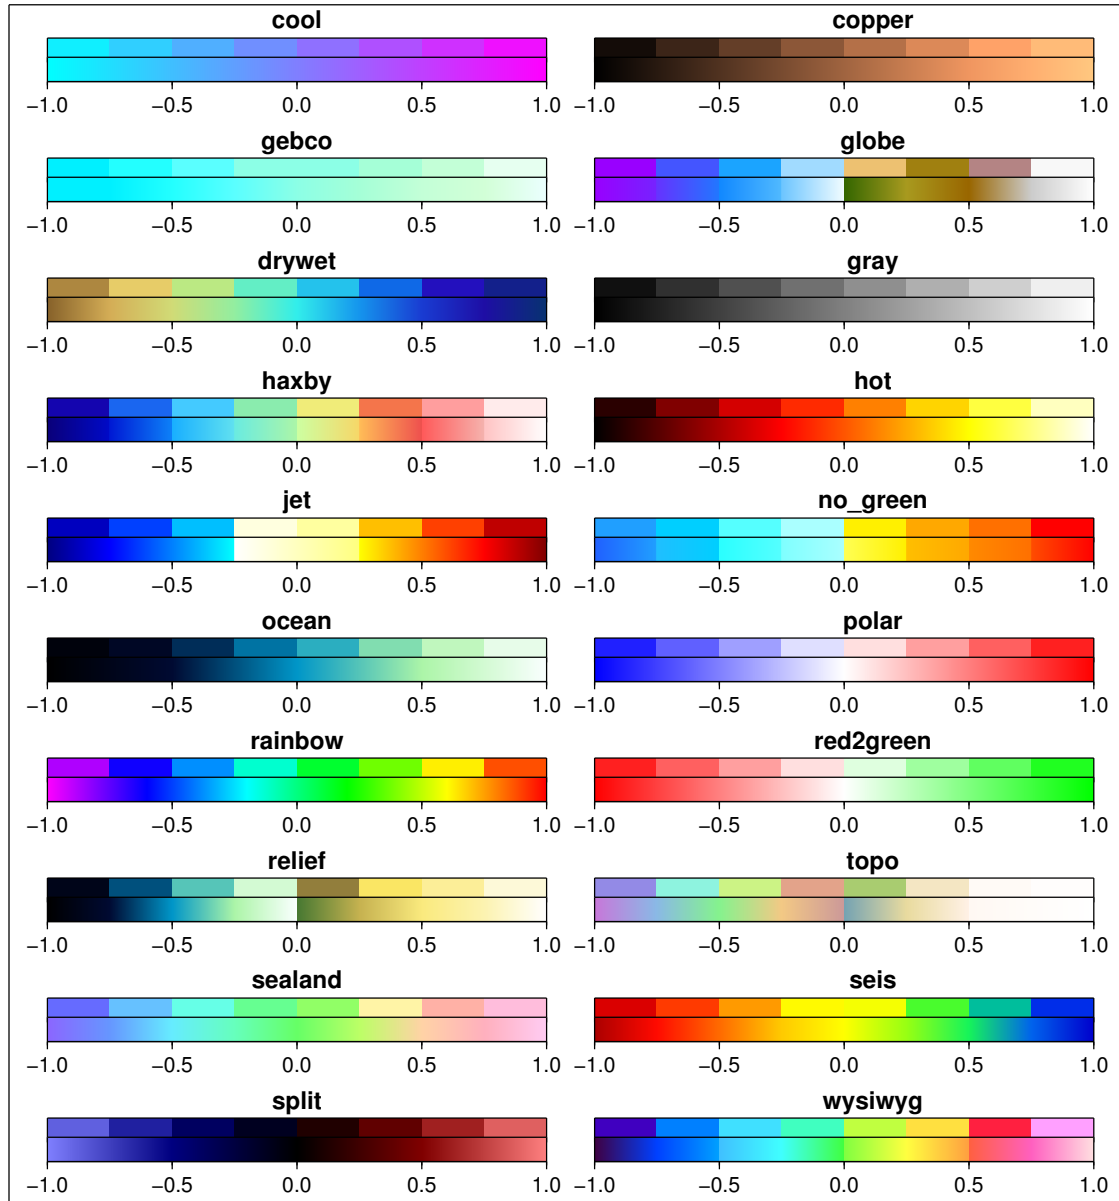 cool copper
−1.0 −0.5 0.0 0.5 1.0 −1.0 −0.5 0.0 0.5 1.0
gebco globe
−1.0 −0.5 0.0 0.5 1.0 −1.0 −0.5 0.0 0.5 1.0
drywet gray
−1.0 −0.5 0.0 0.5 1.0 −1.0 −0.5 0.0 0.5 1.0
haxby hot
−1.0 −0.5 0.0 0.5 1.0 −1.0 −0.5 0.0 0.5 1.0
jet no_green
−1.0 −0.5 0.0 0.5 1.0 −1.0 −0.5 0.0 0.5 1.0
ocean polar
−1.0 −0.5 0.0 0.5 1.0 −1.0 −0.5 0.0 0.5 1.0
rainbow red2green
−1.0 −0.5 0.0 0.5 1.0 −1.0 −0.5 0.0 0.5 1.0
relief topo
−1.0 −0.5 0.0 0.5 1.0 −1.0 −0.5 0.0 0.5 1.0
sealand seis
−1.0 −0.5 0.0 0.5 1.0 −1.0 −0.5 0.0 0.5 1.0
split wysiwyg
−1.0 −0.5 0.0 0.5 1.0 −1.0 −0.5 0.0 0.5 1.0